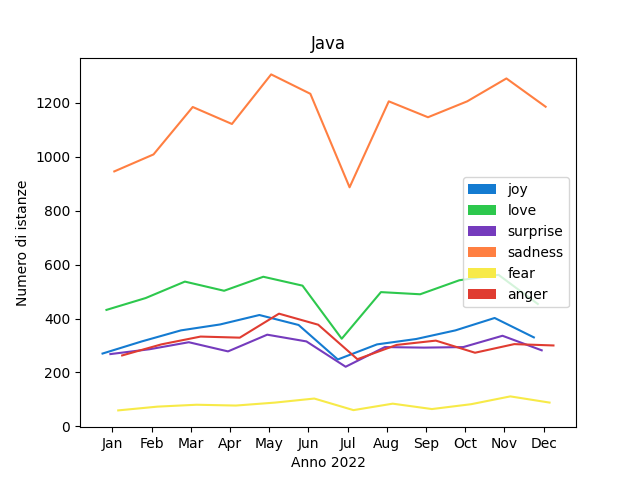 Java
Numero di istanze
1200
1000
800
600
400
200
0
joy
love
surprise
sadness
fear
anger
Jan Feb Mar Apr May Jun Jul Aug Sep Oct Nov Dec
Anno 2022